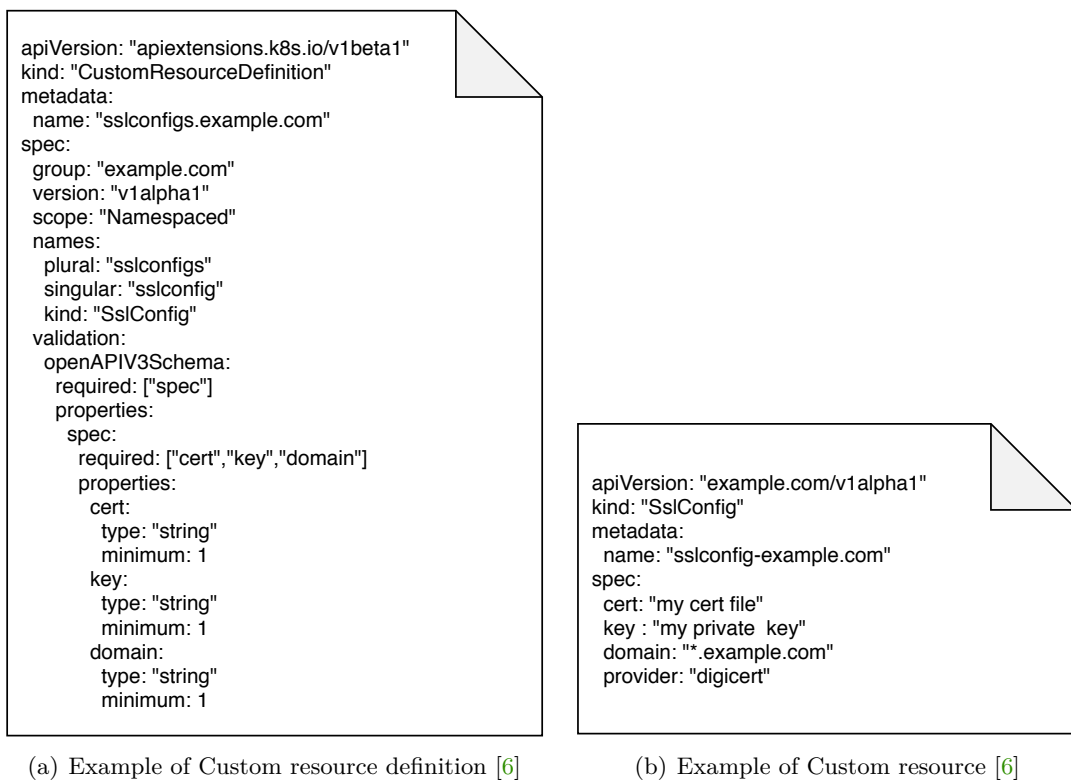 apiVersion: "apiextensions.k8s.io/v1beta1"
kind: "CustomResourceDefinition"
metadata:
  name: "sslconfigs.example.com"
spec:
  group: "example.com"
  version: "v1alpha1"
  scope: "Namespaced"
  names:
    plural: "sslconfigs"
    singular: "sslconfig"
    kind: "SslConfig"
  validation:
    openAPIV3Schema:
      required: ["spec"]
      properties:
        spec:
          required: ["cert","key","domain"]
          properties:
            cert:
              type: "string"
              minimum: 1
            key:
              type: "string"
              minimum: 1
            domain:
              type: "string"
              minimum: 1
(a) Example of Custom resource definition [6]
apiVersion: "example.com/v1alpha1"
kind: "SslConfig"
metadata:
  name: "sslconfig-example.com"
spec:
  cert: "my cert file"
  key : "my private  key"
  domain: "*.example.com"
  provider: "digicert"
(b) Example of Custom resource [6]